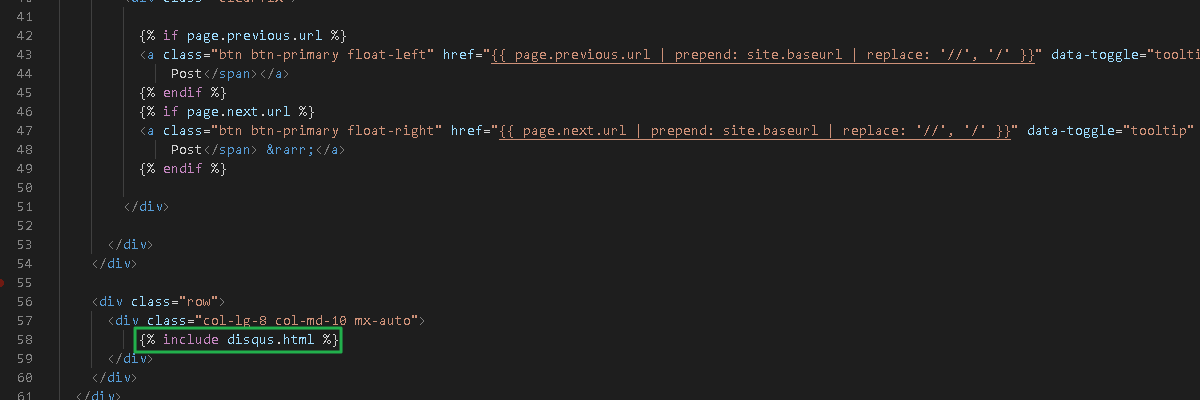 41
42 {% if page.previous.url %}
43 <a class="btn btn-primary float-left" href="{{ page.previous.url | prepend: site.baseurl | replace: '//', '/' }}" data-toggle="toolti
44 Post</span></a>
45 {% endif %}
46 {% if page.next.url %}
47 <a class="btn btn-primary float-right" href="{{ page.next.url | prepend: site.baseurl | replace: '//', '/' }}" data-toggle="tooltip"
48 Post</span> &rarr;</a>
49 {% endif %}
50
51 </div>
52
53 </div>
54 </div>
55
56 <div class="row">
57 <div class="col-lg-8 col-md-10 mx-auto">
58 {% include disqus.html %}
59 </div>
60 </div>
61 </div>